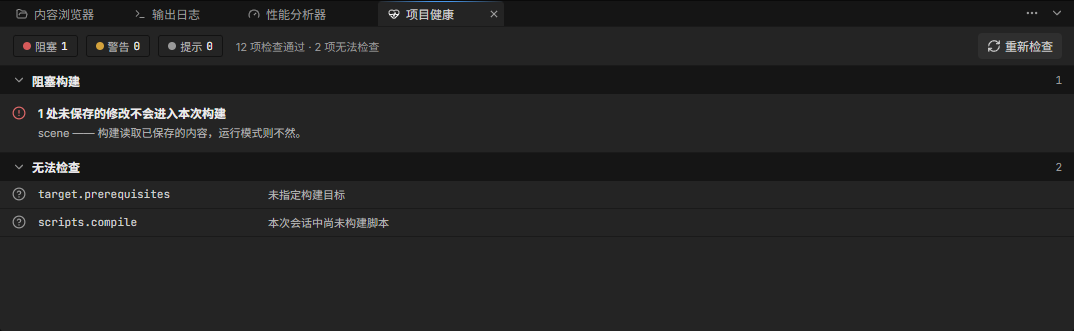 内容浏览器 输出日志 性能分析器 项目健康
阻塞 1 警告 0 提示 0 12 项检查通过 · 2 项无法检查 重新检查
阻塞构建 1
1 处未保存的修改不会进入本次构建
scene —— 构建读取已保存的内容，运行模式则不然。
无法检查 2
target.prerequisites 未指定构建目标
scripts.compile 本次会话中尚未构建脚本